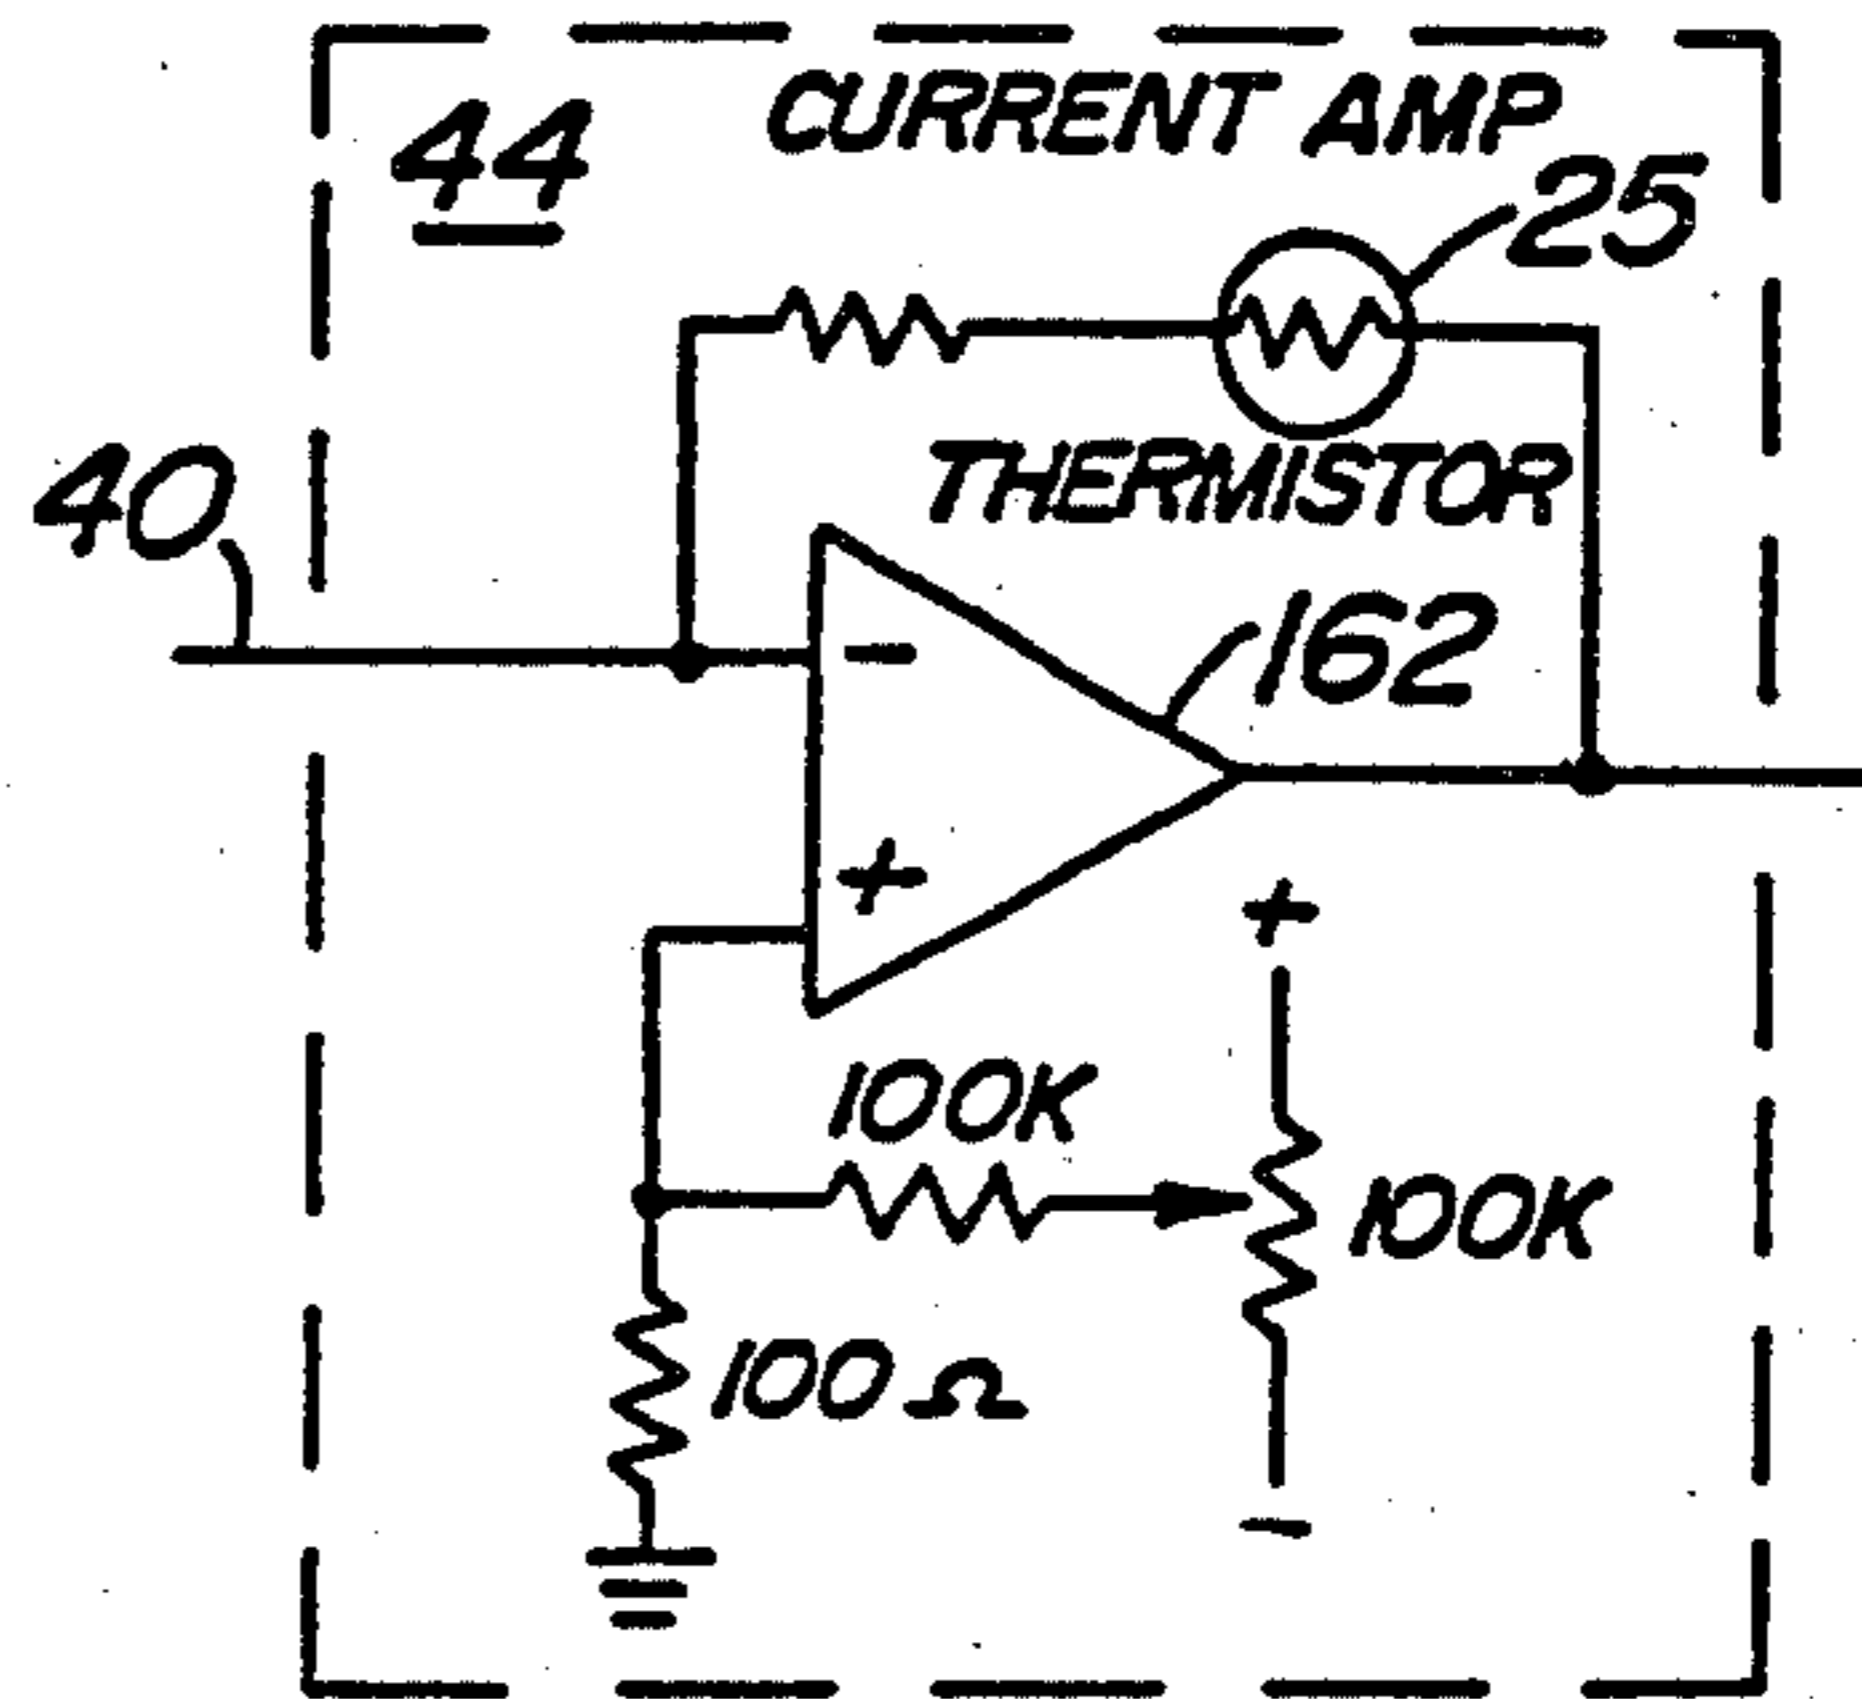 CURRENT AMP
44
25
THERMISTOR
40
162
-
+
+
100K
100K
100Ω
-